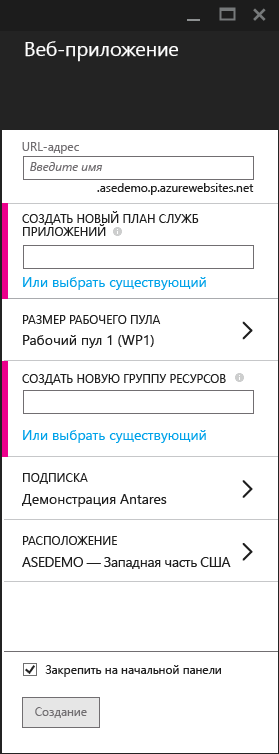 Веб-приложение
URL-адрес
Введите имя
.asedemo.p.azurewebsites.net
СОЗДАТЬ НОВЫЙ ПЛАН СЛУЖБ
ПРИЛОЖЕНИЙ
Или выбрать существующий
РАЗМЕР РАБОЧЕГО ПУЛА
Рабочий пул 1 (WP1)
СОЗДАТЬ НОВУЮ ГРУППУ РЕСУРСОВ
Или выбрать существующий
ПОДПИСКА
Демонстрация Antares
РАСПОЛОЖЕНИЕ
ASEDEMO — Западная часть США
Закрепить на начальной панели
Создание